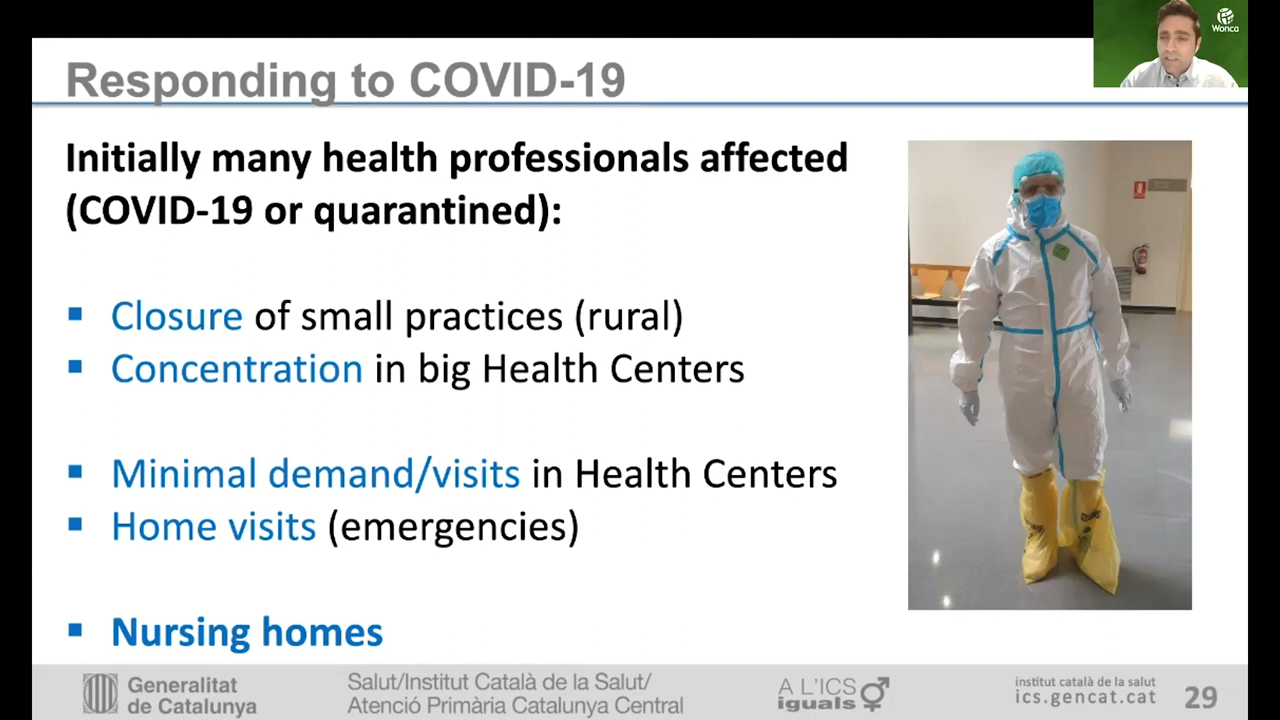 Wonca
Responding to COVID-19
Initially many health professionals affected
(COVID-19 or quarantined):
Closure of small practices (rural)
Concentration in big Health Centers
Minimal demand/visits in Health Centers
Home visits (emergencies)
Nursing homes
Generalitat
de Catalunya
Salut/Institut Català de la Salut/
Atenció Primària Catalunya Central
A L'ICS
iguals
institut català de la salut
ics.gencat.cat
29